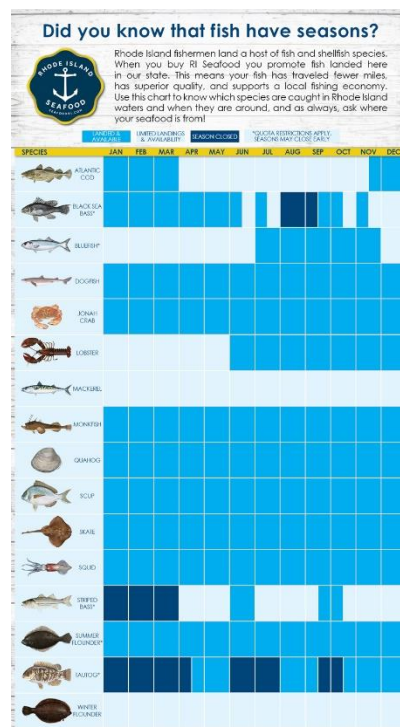 Did you know that fish have seasons?
RHODE ISLAND
SEAFOOD
Rhode Island fishermen land a host of fish and shellfish species.
When you buy RI Seafood you promote fish landed here
in our state. This means your fish has traveled fewer miles,
has superior quality, and supports a local fishing economy.
Use this chart to know which species are caught in Rhode Island
waters and when they are around, and as always, ask where
your seafood is from!
LANDED & AVAILABLE
LIMITED LANDINGS & AVAILABILITY
SEASON CLOSED
*QUOTA RESTRICTIONS APPLY, SEASONS MAY CLOSE EARLY
SPECIES JAN FEB MAR APR MAY JUN JUL AUG SEP OCT NOV DEC
ATLANTIC
COD
BLACK SEA
BASS*
BLUEFISH*
DOGFISH
JONAH
CRAB
LOBSTER
MACKEREL
MONKFISH
QUAHOG
SCUP
SKATE
SQUID
STRIPED
BASS*
SUMMER
FLOUNDER*
TAUTOG*
WINTER
FLOUNDER